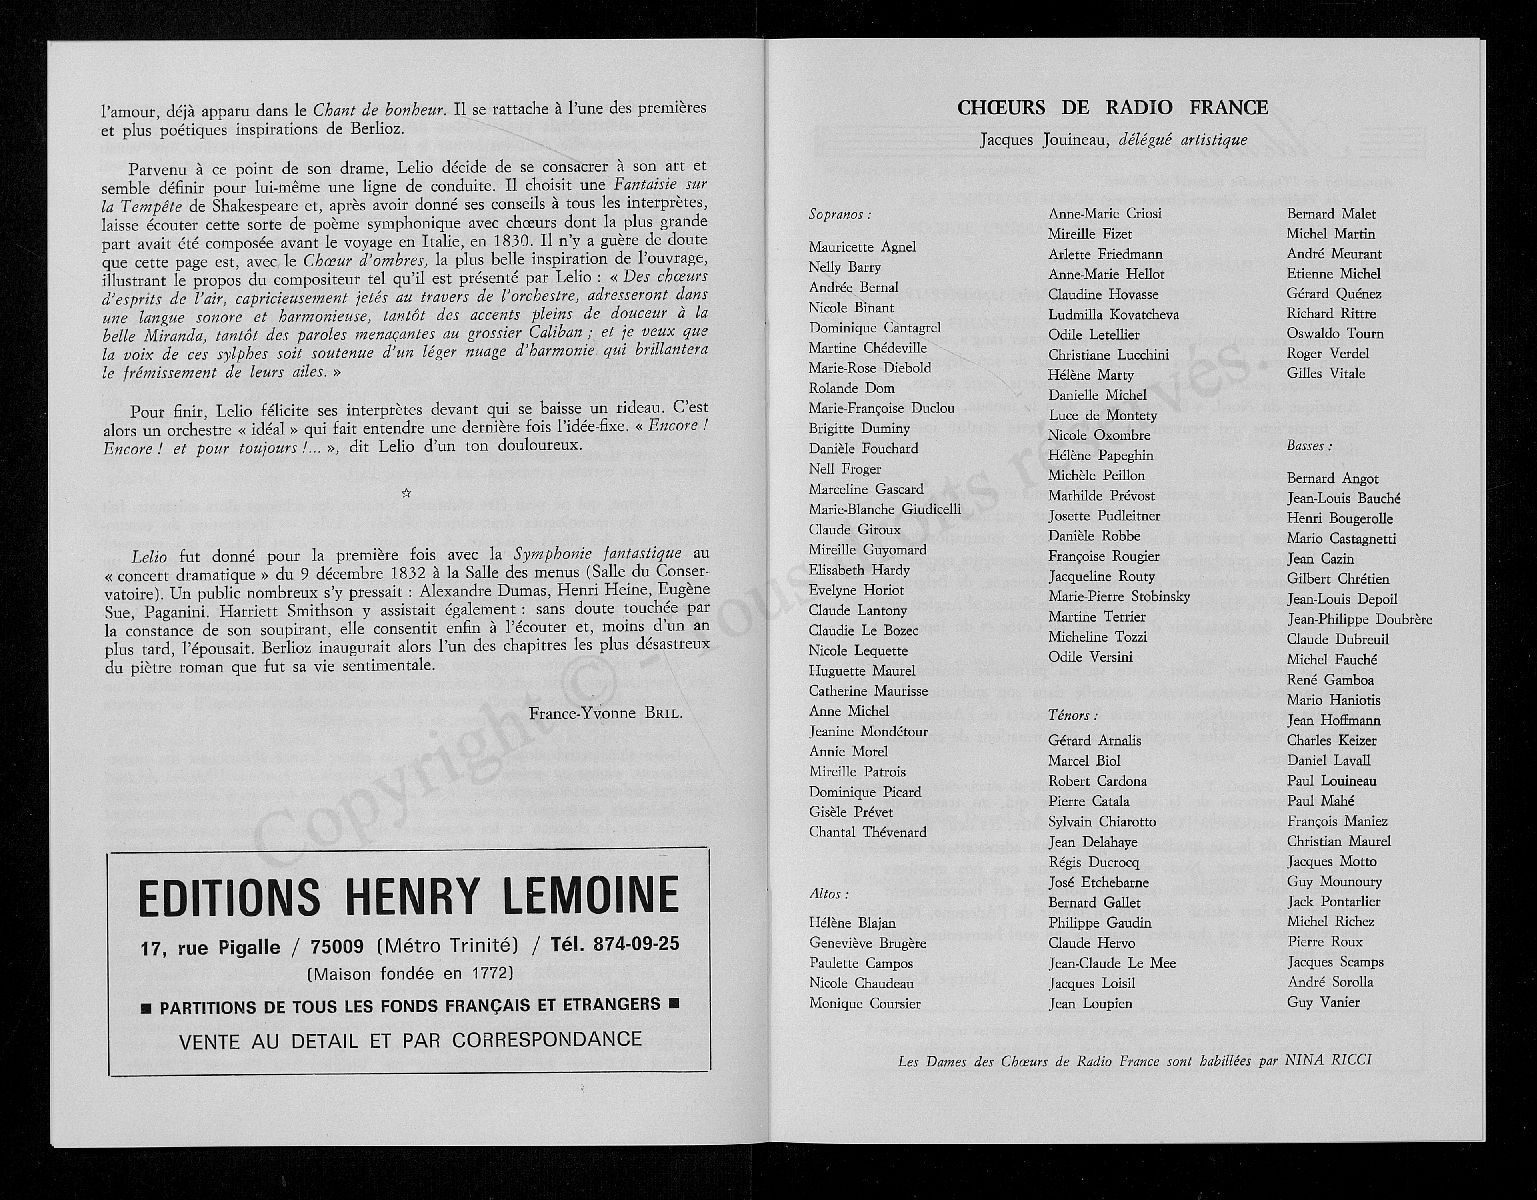 l'amour, déjà apparu dans le Chant de bonheur. Il se rattache à l'une des premières
et plus poétiques inspirations de Berlioz.
Parvenu à ce point de son drame, Lelio décide de se consacrer à son art et
semble définir pour lui-même une ligne de conduite. Il choisit une Fantaisie sur
la Tempête de Shakespeare et, après avoir donné ses conseils à tous les interprètes,
laisse écouter cette sorte de poème symphonique avec chœurs dont la plus grande
part avait été composée avant le voyage en Italie, en 1830. Il n'y a guère de doute
que cette page est, avec le Chœur d'ombres, la plus belle inspiration de l'ouvrage,
illustrant le propos du compositeur tel qu'il est présenté par Lelio : « Des chœurs
d'esprits de l'air, capricieusement jetés au travers de l'orchestre, adresseront dans
une langue sonore et harmonieuse, tantôt des accents pleins de douceur à la
belle Miranda, tantôt des paroles menaçantes au grossier Caliban ; et je veux que
la voix de ces sylphes soit soutenue d'un léger nuage d'harmonie qui brillantera
le frémissement de leurs ailes. »
Pour finir, Lelio félicite ses interprètes devant qui se baisse un rideau. C'est
alors un orchestre « idéal » qui fait entendre une dernière fois l'idée-fixe. « Encore !
Encore ! et pour toujours !... », dit Lelio d'un ton douloureux.
☆
Lelio fut donné pour la première fois avec la Symphonie fantastique au
« concert dramatique » du 9 décembre 1832 à la Salle des menus (Salle du Conser-
vatoire). Un public nombreux s'y pressait : Alexandre Dumas, Henri Heine, Eugène
Sue, Paganini. Harriett Smithson y assistait également : sans doute touchée par
la constance de son soupirant, elle consentit enfin à l'écouter et, moins d'un an
plus tard, l'épousait. Berlioz inaugurait alors l'un des chapitres les plus désastreux
du piètre roman que fut sa vie sentimentale.
France-Yvonne BRIL.
EDITIONS HENRY LEMOINE
17, rue Pigalle / 75009 (Métro Trinité) / Tél. 874-09-25
(Maison fondée en 1772)
■ PARTITIONS DE TOUS LES FONDS FRANÇAIS ET ETRANGERS ■
VENTE AU DETAIL ET PAR CORRESPONDANCE
CHŒURS DE RADIO FRANCE
Jacques Jouineau, délégué artistique
Sopranos :
Mauricette Agnel
Nelly Barry
Andrée Bernal
Nicole Binant
Dominique Cantagrel
Martine Chédeville
Marie-Rose Diebold
Rolande Dom
Marie-Françoise Duclou
Brigitte Duminy
Danièle Fouchard
Nell Froger
Marceline Gascard
Marie-Blanche Giudicelli
Claude Giroux
Mireille Guyomard
Elisabeth Hardy
Evelyne Horiot
Claude Lantony
Claudie Le Bozec
Nicole Lequette
Huguette Maurel
Catherine Maurisse
Anne Michel
Jeanine Mondétour
Annie Morel
Mireille Patrois
Dominique Picard
Gisèle Prévet
Chantal Thévenard
Altos :
Hélène Blajan
Geneviève Brugère
Paulette Campos
Nicole Chaudeau
Monique Coursier
Anne-Marie Criosi
Mireille Fizet
Arlette Friedmann
Anne-Marie Hellot
Claudine Hovasse
Ludmilla Kovatcheva
Odile Letellier
Christiane Lucchini
Hélène Marty
Danielle Michel
Luce de Montety
Nicole Oxombre
Hélène Papeghin
Michèle Peillon
Mathilde Prévost
Josette Pudleitner
Danièle Robbe
Françoise Rougier
Jacqueline Routy
Marie-Pierre Stobinsky
Martine Terrier
Micheline Tozzi
Odile Versini
Ténors :
Gérard Arnalis
Marcel Biol
Robert Cardona
Pierre Catala
Sylvain Chiarotto
Jean Delahaye
Régis Ducrocq
José Etchebarne
Bernard Gallet
Philippe Gaudin
Claude Hervo
Jean-Claude Le Mee
Jacques Loisil
Jean Loupien
Bernard Malet
Michel Martin
André Meurant
Etienne Michel
Gérard Quénez
Richard Rittre
Oswaldo Tourn
Roger Verdel
Gilles Vitale
Basses :
Bernard Angot
Jean-Louis Bauché
Henri Bougerolle
Mario Castagnetti
Jean Cazin
Gilbert Chrétien
Jean-Louis Depoil
Jean-Philippe Doubrère
Claude Dubreuil
Michel Fauché
René Gamboa
Mario Haniotis
Jean Hoffmann
Charles Keizer
Daniel Lavall
Paul Louineau
Paul Mahé
François Maniez
Christian Maurel
Jacques Motto
Guy Mounoury
Jack Pontarlier
Michel Richez
Pierre Roux
Jacques Scamps
André Sorolla
Guy Vanier
Les Dames des Chœurs de Radio France sont habillées par NINA RICCI
Copyright © - Tous droits réservés.